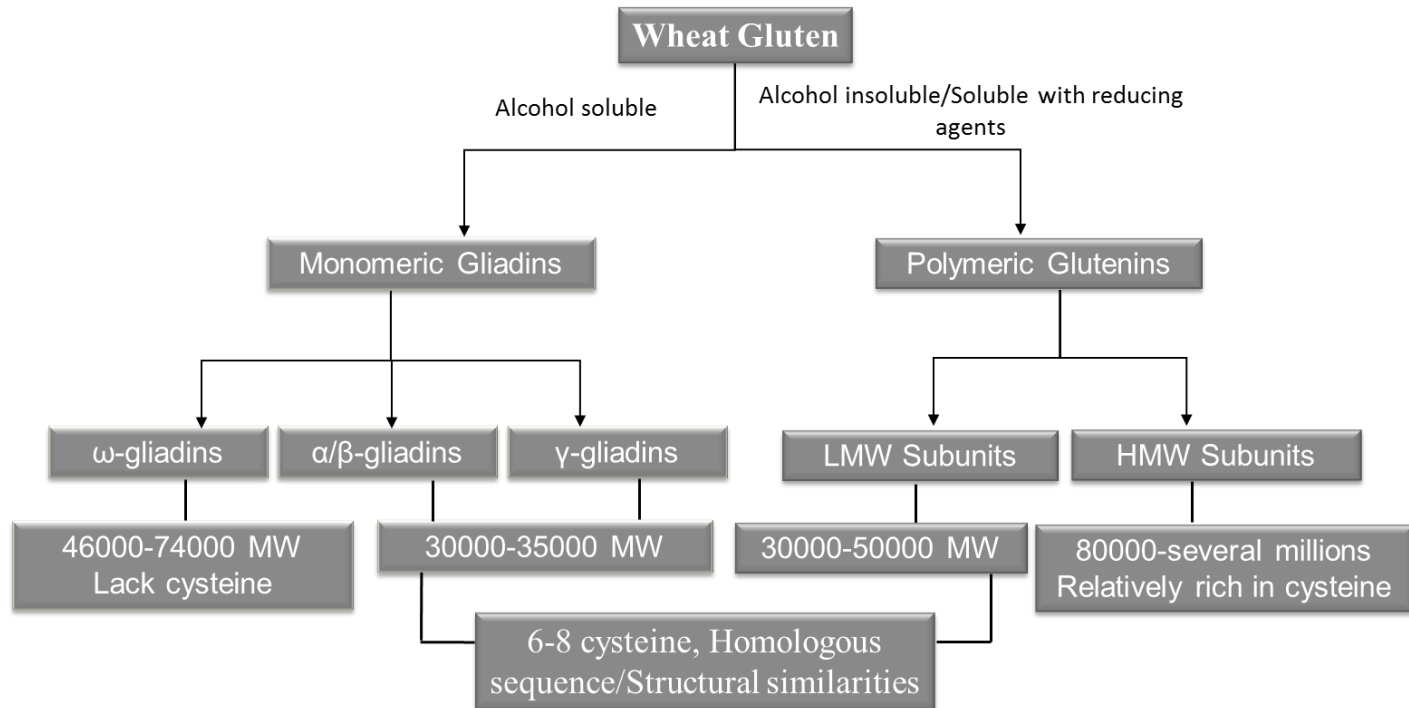 Wheat Gluten
Alcohol soluble
Alcohol insoluble/Soluble with reducing
agents
Monomeric Gliadins
Polymeric Glutenins
ω-gliadins
α/β-gliadins
γ-gliadins
LMW Subunits
HMW Subunits
46000-74000 MW
Lack cysteine
30000-35000 MW
30000-50000 MW
80000-several millions
Relatively rich in cysteine
6-8 cysteine, Homologous
sequence/Structural similarities